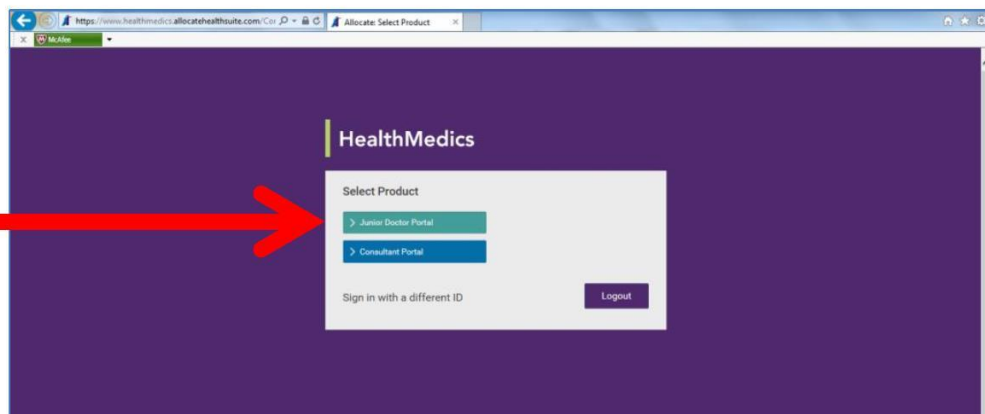 https://www.healthmedics.allocatehealthsuite.com/Cor
Allocate: Select Product
McAfee
HealthMedics
Select Product
Junior Doctor Portal
Consultant Portal
Sign in with a different ID
Logout